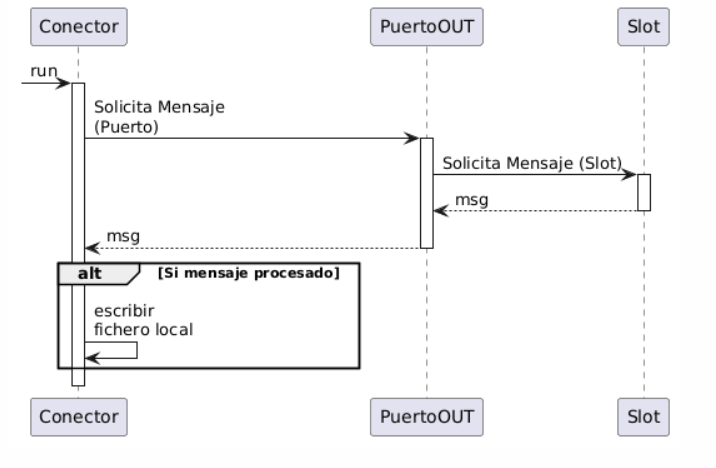 Conector
PuertoOUT
Slot
run
Solicita Mensaje
(Puerto)
Solicita Mensaje (Slot)
msg
msg
alt
[Si mensaje procesado]
escribir
fichero local
Conector
PuertoOUT
Slot